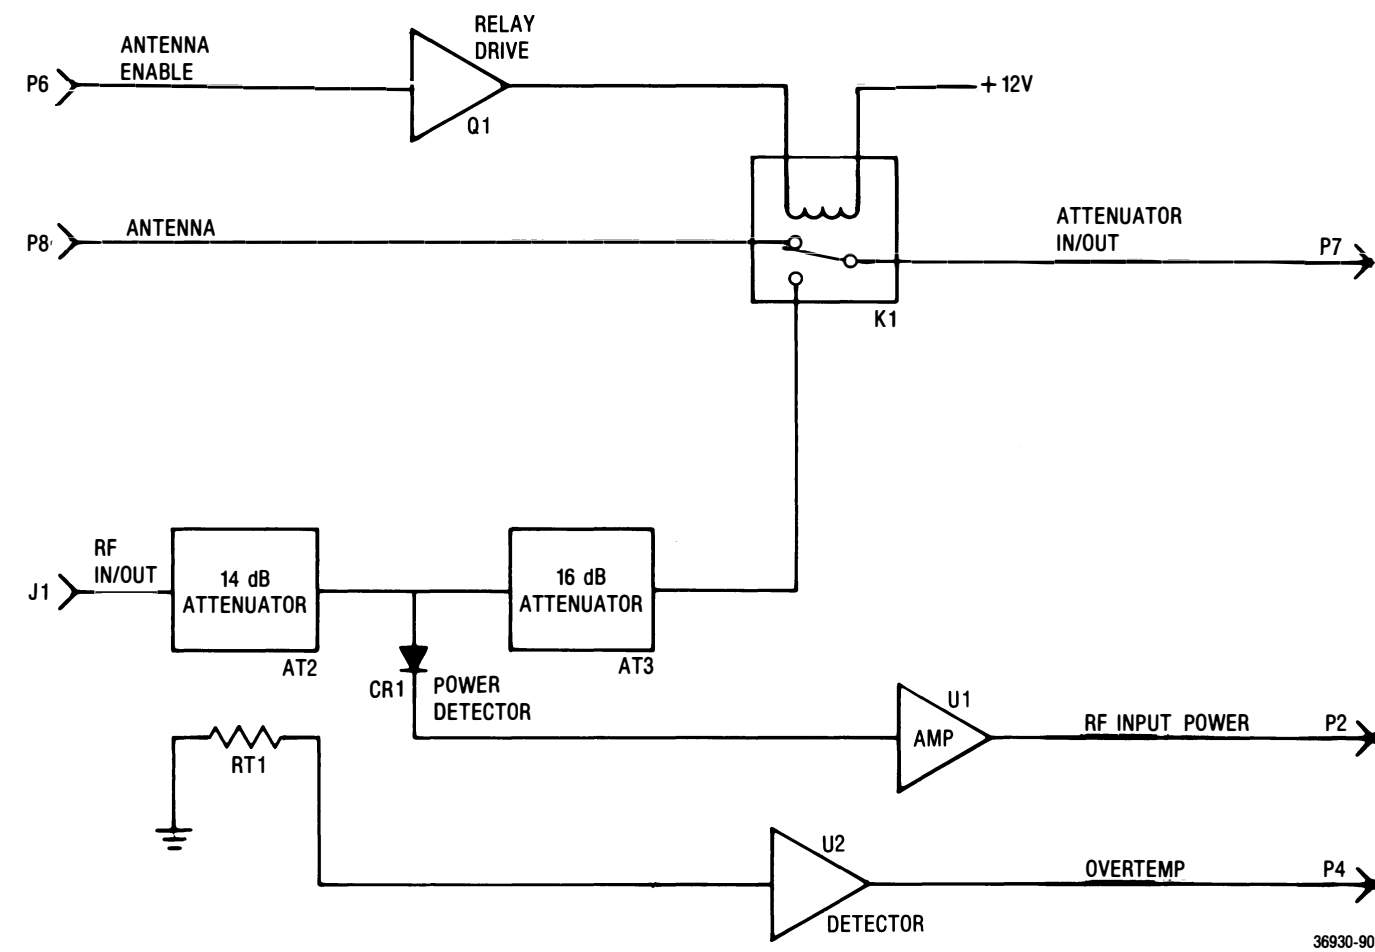 RELAY
DRIVE
ANTENNA
ENABLE
P6
+12V
Q1
P8
ANTENNA
ATTENUATOR
IN/OUT
P7
K1
RF
IN/OUT
J1
14 dB
ATTENUATOR
16 dB
ATTENUATOR
AT2
AT3
CR1
POWER
DETECTOR
U1
AMP
RF INPUT POWER
P2
RT1
U2
OVERTEMP
P4
DETECTOR
36930-90